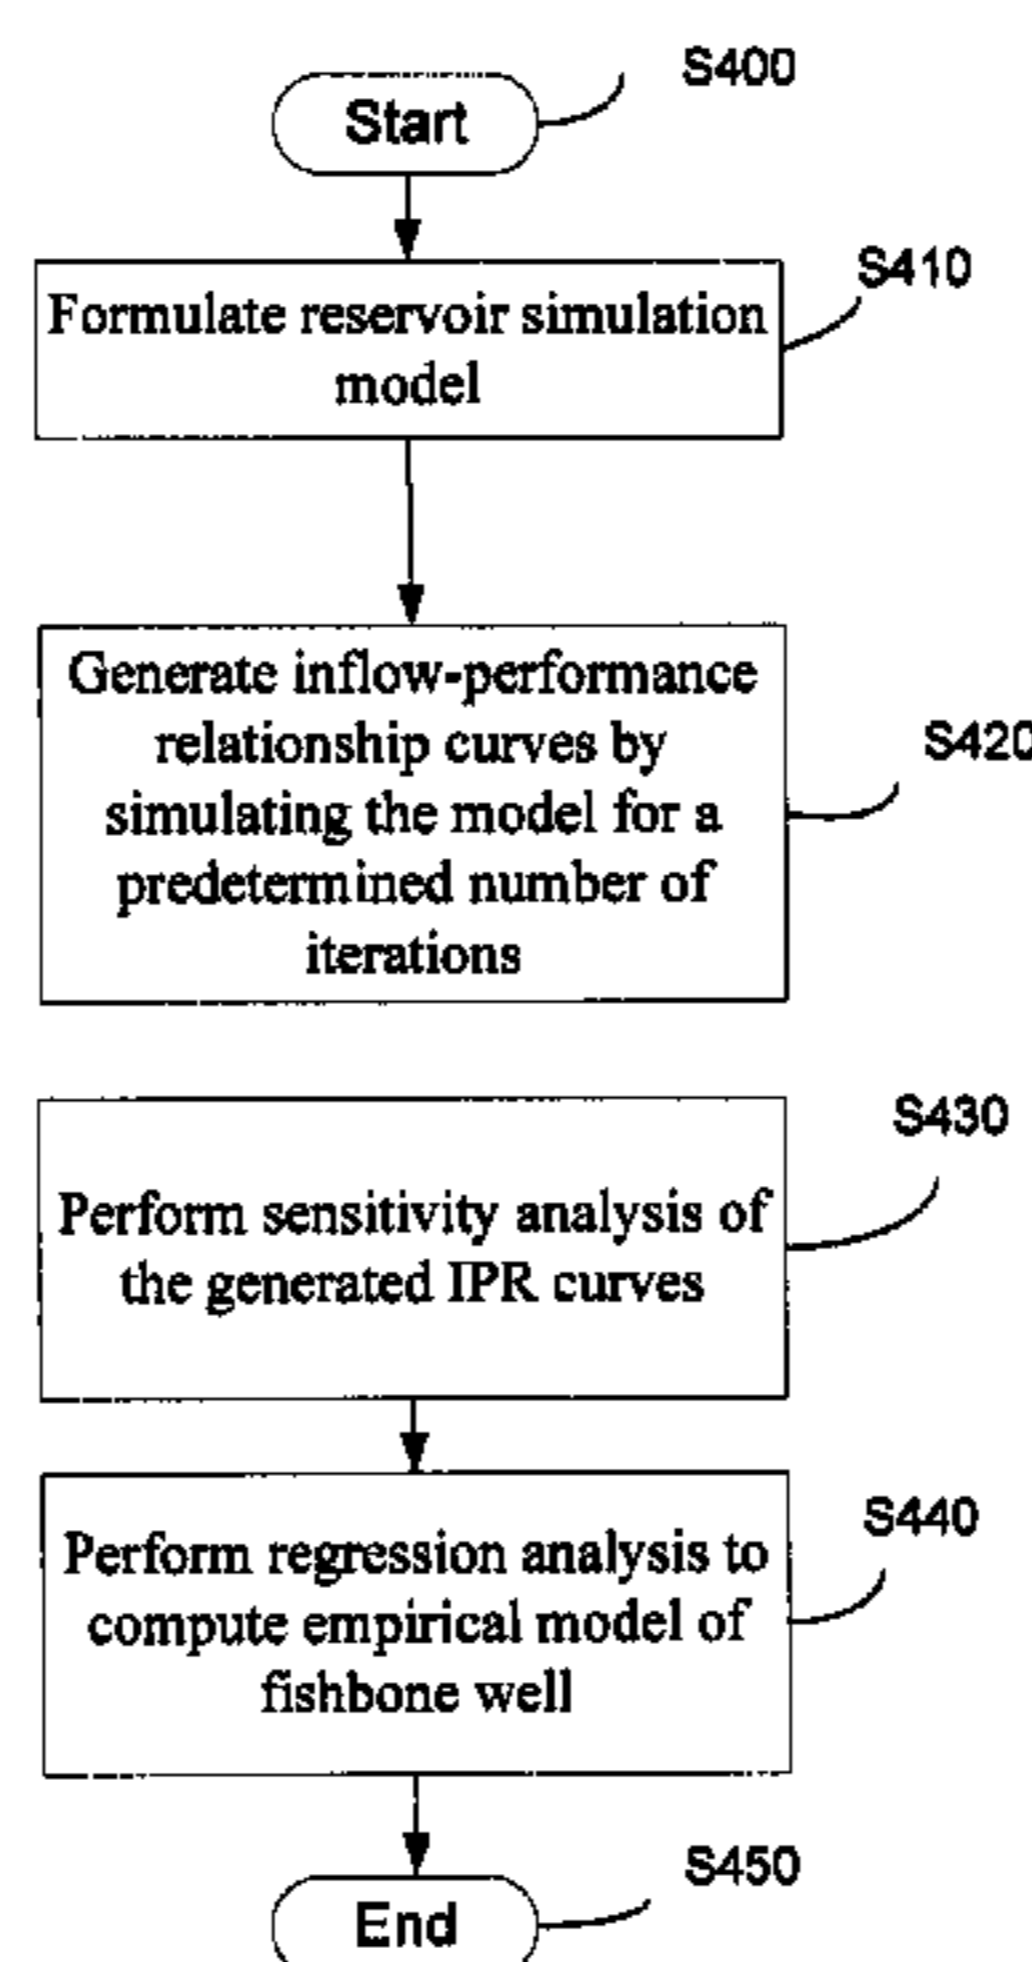 S400
Start
S410
Formulate reservoir simulation
model
Generate inflow-performance
relationship curves by
simulating the model for a
predetermined number of
iterations
S420
S430
Perform sensitivity analysis of
the generated IPR curves
S440
Perform regression analysis to
compute empirical model of
fishbone well
S450
End